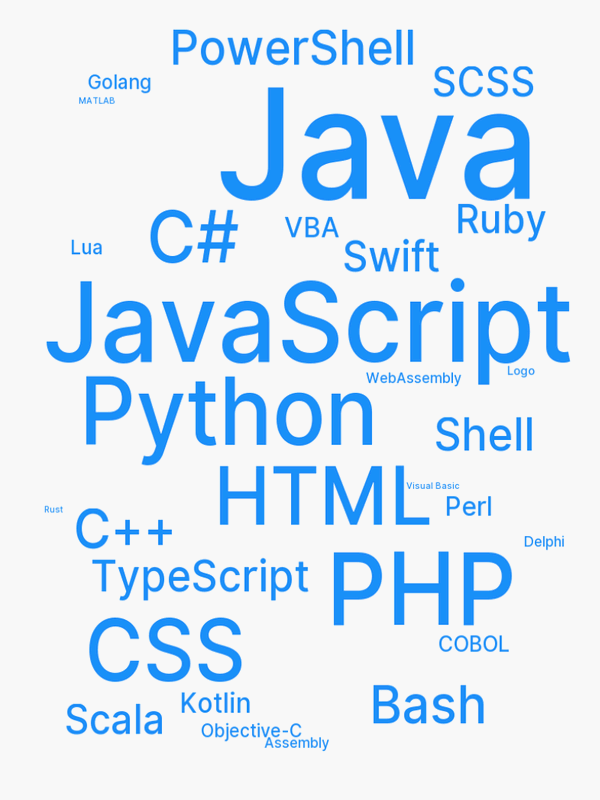 PowerShell
SCSS
Golang
MATLAB
Java
Ruby
C#
VBA
Lua
Swift
JavaScript
Logo
WebAssembly
Python
Shell
HTML
Visual Basic
Perl
Rust
C++
Delphi
TypeScript
PHP
COBOL
CSS
Kotlin
Bash
Scala
Objective-C
Assembly